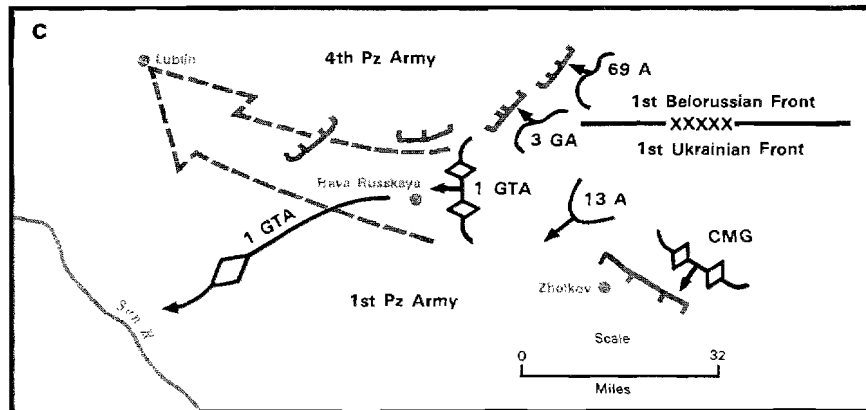 C
Lublin
4th Pz Army
69 A
1st Belorussian Front
XXXXX
3 GA
1st Ukrainian Front
Rava Russkaya
1 GTA
13 A
1 GTA
CMG
1st Pz Army
Zholkov
San R
Scale
0 32
Miles